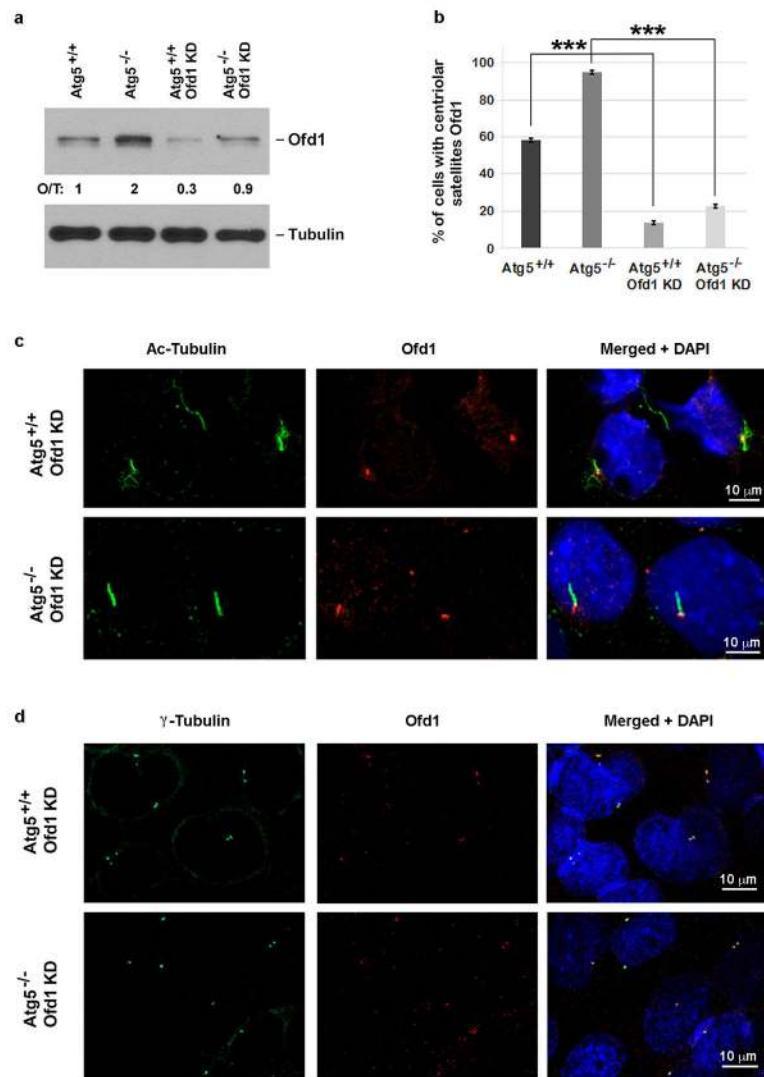 a
Atg5+/+
Atg5-/-
Atg5+/+
Ofd1 KD
Atg5-/-
Ofd1 KD
Ofd1
O/T: 1 2 0.3 0.9
Tubulin
b
***
***
% of cells with centriolar
satellites Ofd1
100
80
60
40
20
0
Atg5+/+
Atg5-/-
Atg5+/+
Ofd1 KD
Atg5-/-
Ofd1 KD
c
Ac-Tubulin Ofd1 Merged + DAPI
Atg5+/+
Ofd1 KD
10 μm
Atg5-/-
Ofd1 KD
10 μm
d
γ-Tubulin Ofd1 Merged + DAPI
Atg5+/+
Ofd1 KD
10 μm
Atg5-/-
Ofd1 KD
10 μm